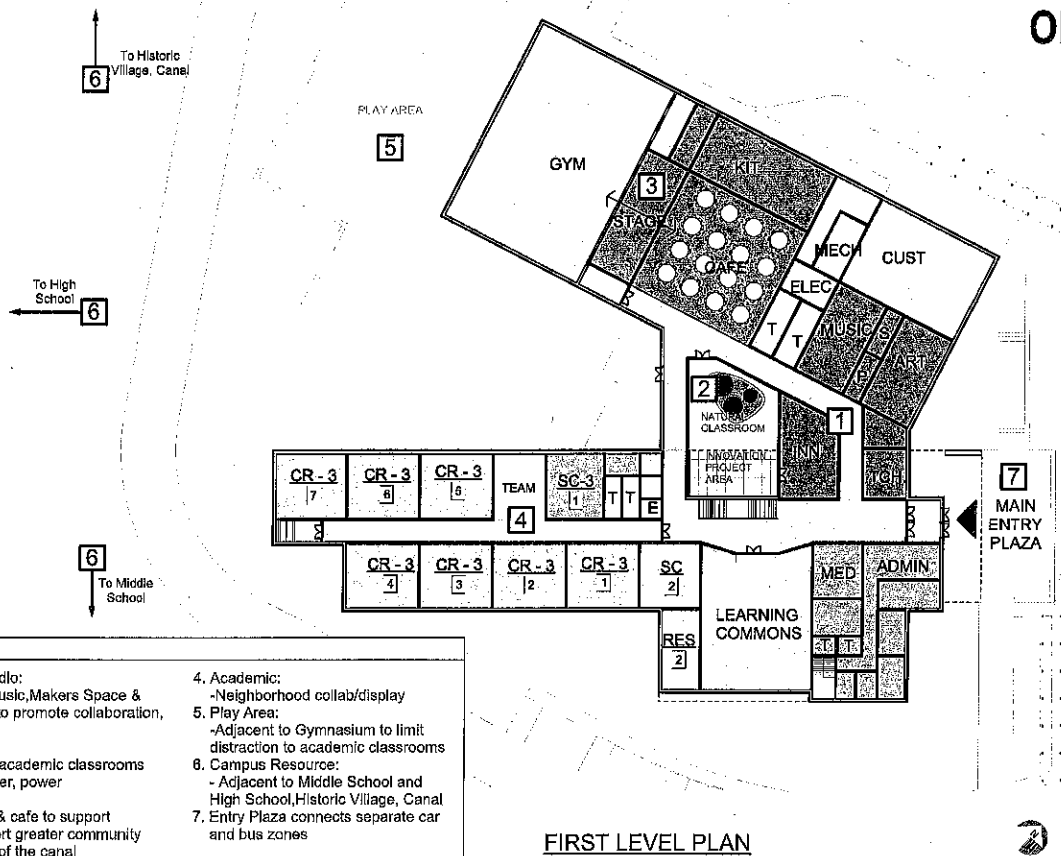 To Historic
Village, Canal
6
PLAY AREA
5
GYM
KIT
3
STAGE
CAFE
MECH
CUST
ELEC
T
T
MUSIC
S
P
ART
To High
School
6
2
NATURAL
CLASSROOM
INNOVATION
PROJECT
AREA
INN
1
TCH
7
MAIN
ENTRY
PLAZA
CR - 3
7
CR - 3
6
CR - 3
5
TEAM
4
SC-3
1
T
T
E
6
To Middle
School
CR - 3
4
CR - 3
3
CR - 3
2
CR - 3
1
SC
2
RES
2
LEARNING
COMMONS
MED
ADMIN
T
T
usic,Makers Space &
to promote collaboration,
academic classrooms
er, power
& cafe to support
rt greater community
of the canal
4. Academic:
-Neighborhood collab/display
5. Play Area:
-Adjacent to Gymnasium to limit
distraction to academic classrooms
6. Campus Resource:
- Adjacent to Middle School and
High School,Historic Village, Canal
7. Entry Plaza connects separate car
and bus zones
FIRST LEVEL PLAN